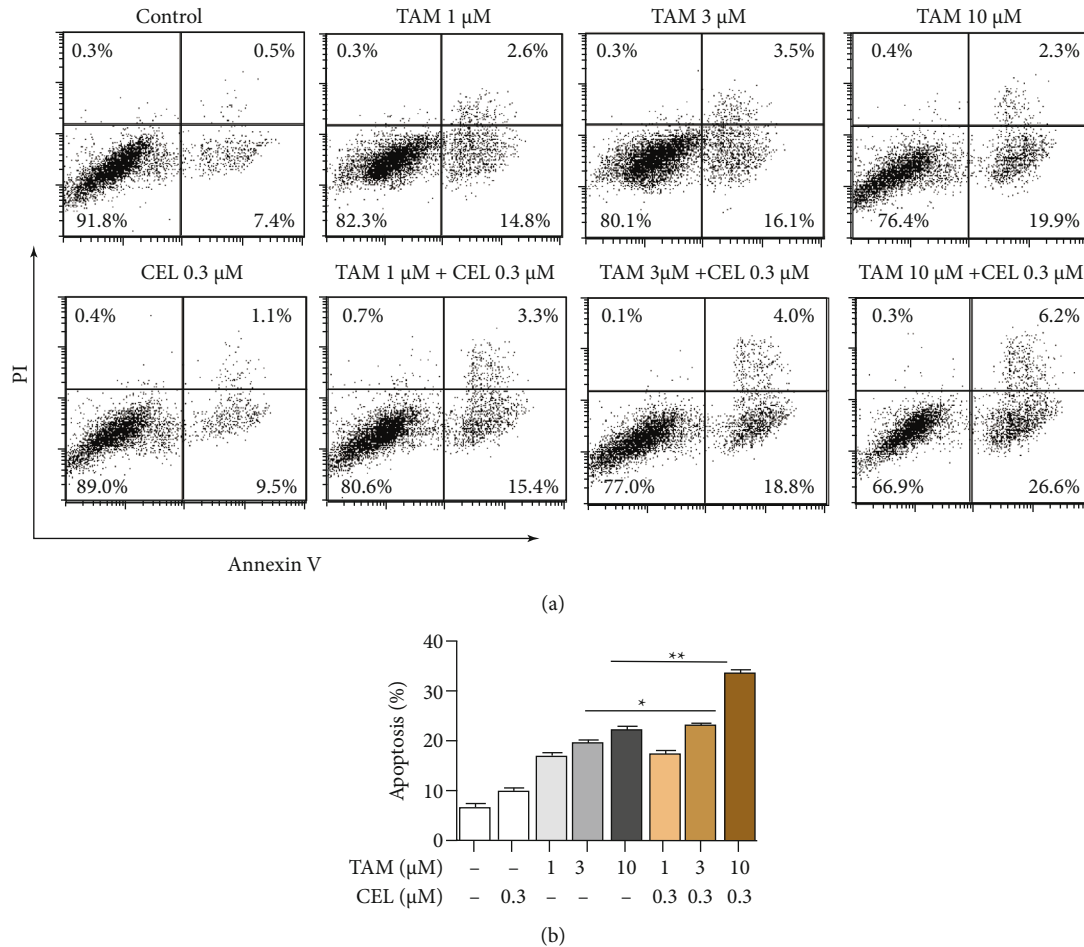 Control TAM 1 µM TAM 3 µM TAM 10 µM
0.3% 0.5% 0.3% 2.6% 0.3% 3.5% 0.4% 2.3%
91.8% 7.4% 82.3% 14.8% 80.1% 16.1% 76.4% 19.9%
CEL 0.3 µM TAM 1 µM + CEL 0.3 µM TAM 3µM +CEL 0.3 µM TAM 10 µM +CEL 0.3 µM
0.4% 1.1% 0.7% 3.3% 0.1% 4.0% 0.3% 6.2%
PI
89.0% 9.5% 80.6% 15.4% 77.0% 18.8% 66.9% 26.6%
Annexin V
(a)
40
**
30
*
20
Apoptosis (%)
10
0
TAM (µM) – – 1 3 10 1 3 10
CEL (µM) – 0.3 – – – 0.3 0.3 0.3
(b)